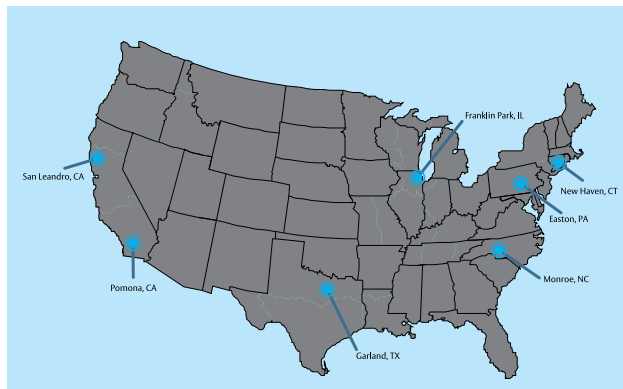 Franklin Park, IL
San Leandro, CA
New Haven, CT
Easton, PA
Monroe, NC
Pomona, CA
Garland, TX